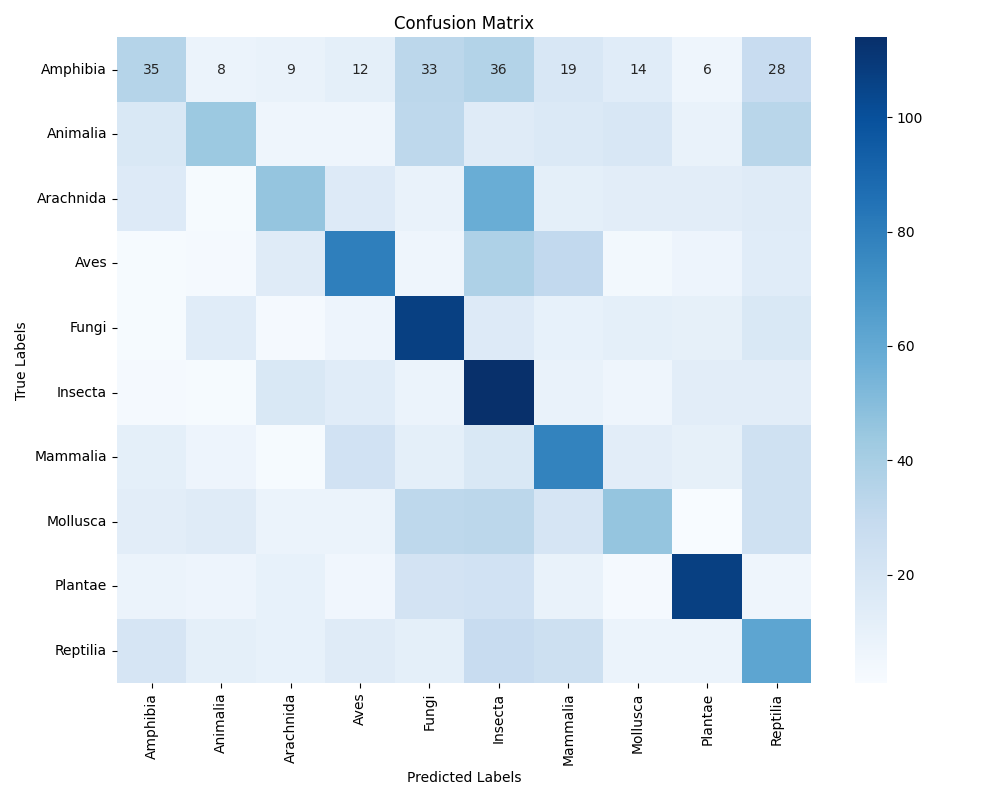 Confusion Matrix
Amphibia 35 8 9 12 33 36 19 14 6 28
Animalia
Arachnida
Aves
Fungi
Insecta
Mammalia
Mollusca
Plantae
Reptilia
True Labels
Amphibia Animalia Arachnida Aves Fungi Insecta Mammalia Mollusca Plantae Reptilia
Predicted Labels
100
80
60
40
20